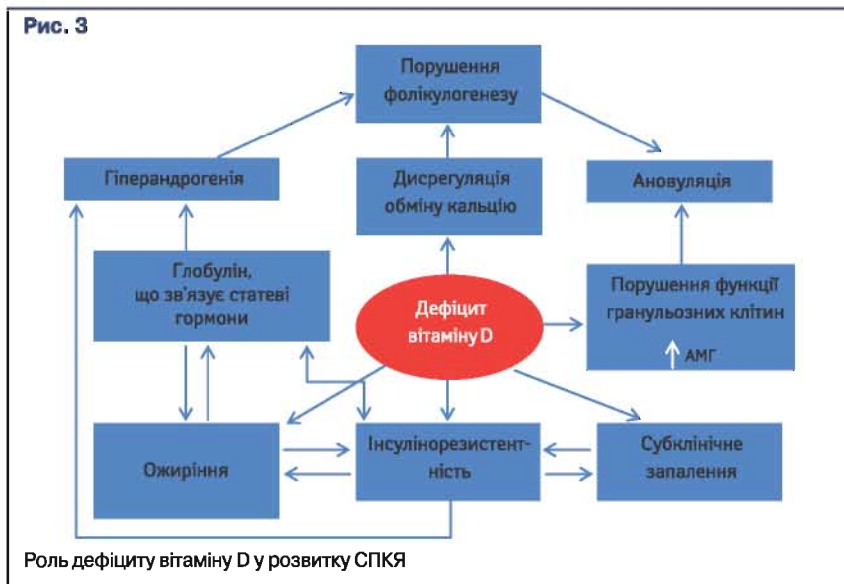 Рис. 3
Порушення
фолікулогенезу
Гіперандрогенія
Дисрегуляція
обміну кальцію
Ановуляція
Глобулін,
що зв'язує статеві
гормони
Дефіцит
вітаміну D
Порушення функції
гранульозних клітин
АМГ
Ожиріння
Інсулінорезистент-
ність
Субклінічне
запалення
Роль дефіциту вітаміну D у розвитку СПКЯ